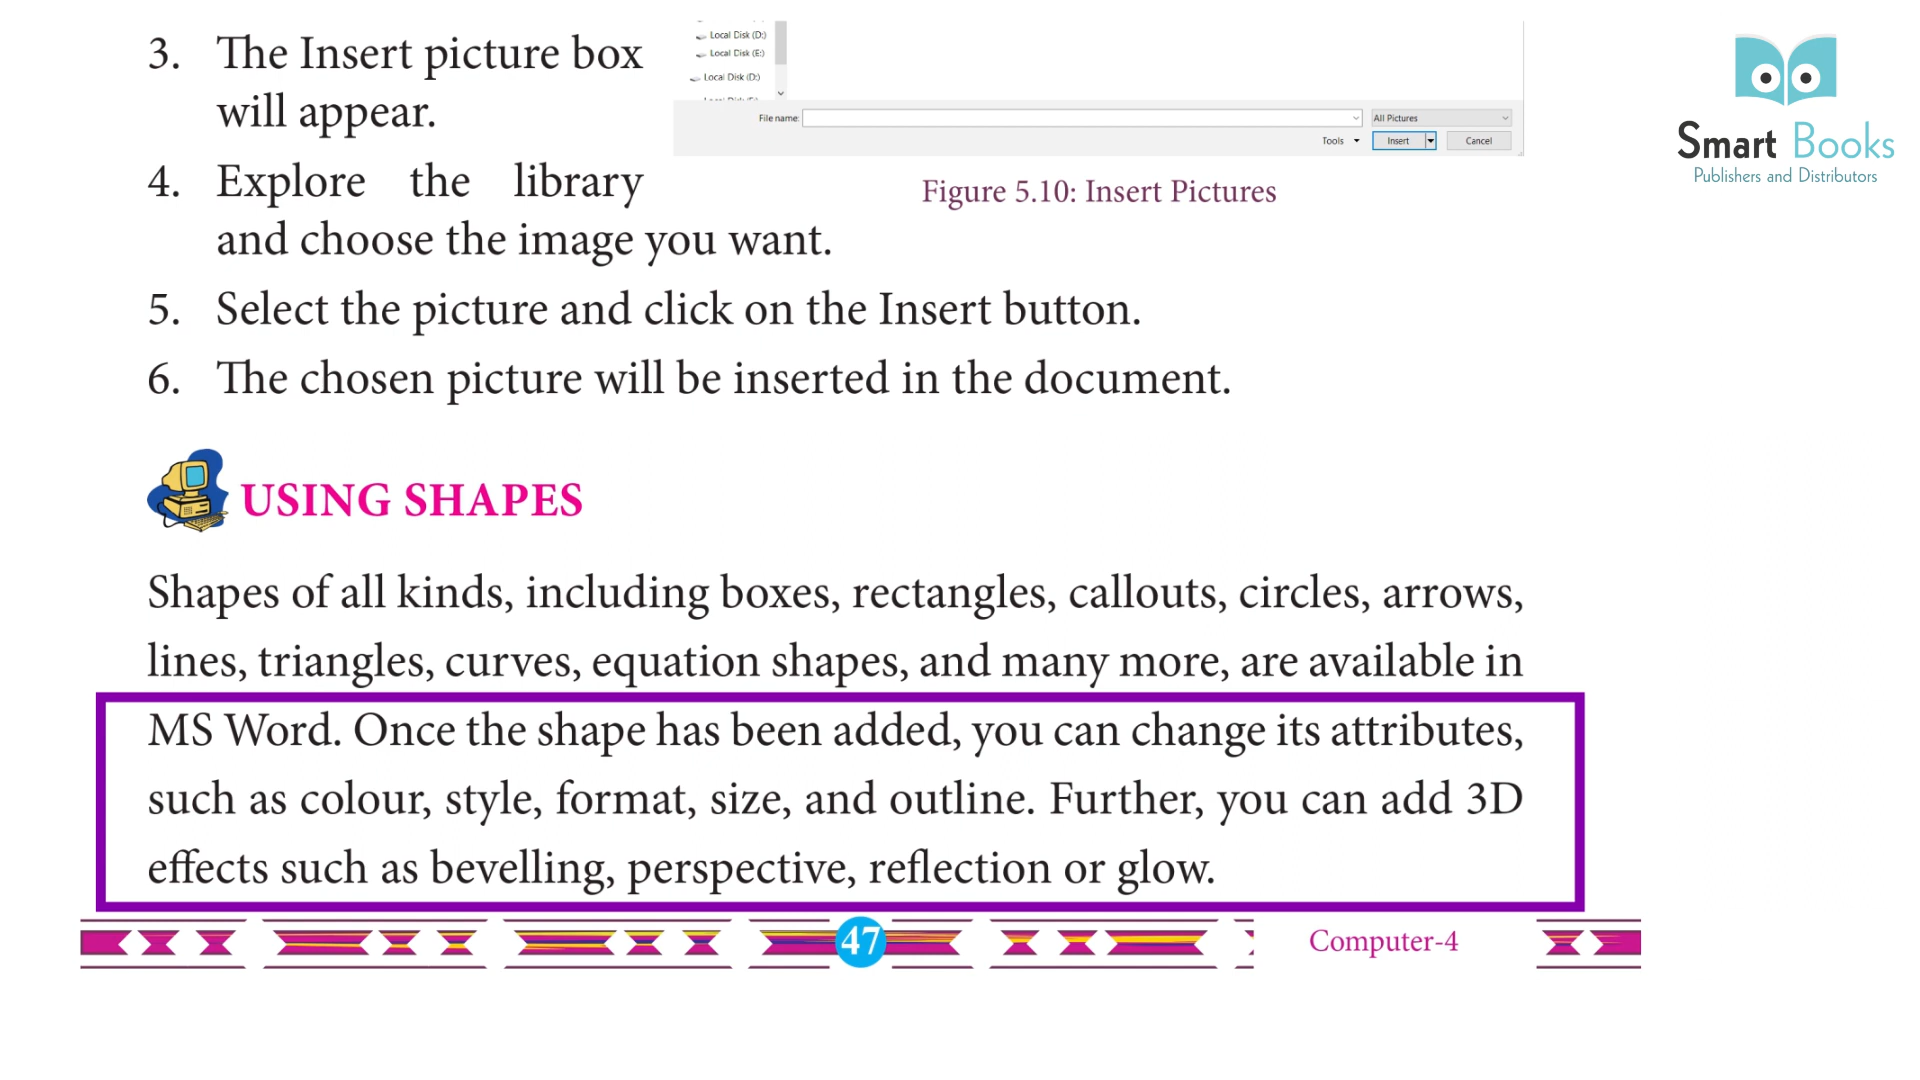 3. The Insert picture box
will appear.
4. Explore the library
and choose the image you want.
5. Select the picture and click on the Insert button.
6. The chosen picture will be inserted in the document.
Local Disk (D:)
Local Disk (E:)
Local Disk (D:)
File name:
All Pictures
Tools
Insert
Cancel
Figure 5.10: Insert Pictures
Smart Books
Publishers and Distributors
USING SHAPES
Shapes of all kinds, including boxes, rectangles, callouts, circles, arrows,
lines, triangles, curves, equation shapes, and many more, are available in
MS Word. Once the shape has been added, you can change its attributes,
such as colour, style, format, size, and outline. Further, you can add 3D
effects such as bevelling, perspective, reflection or glow.
47
Computer-4